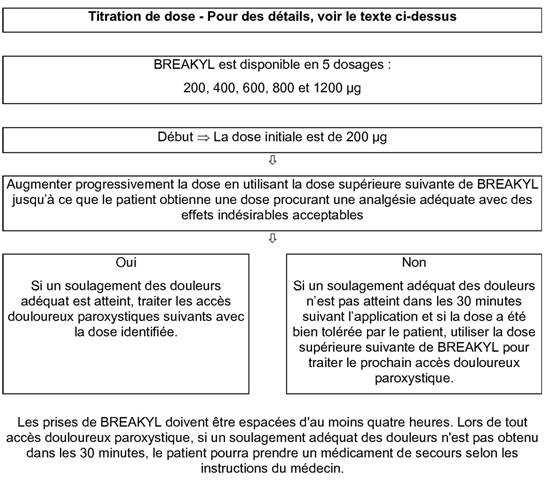 Titration de dose - Pour des détails, voir le texte ci-dessus
BREAKYL est disponible en 5 dosages :
200, 400, 600, 800 et 1200 µg
Début ⇒ La dose initiale est de 200 µg
⇩
Augmenter progressivement la dose en utilisant la dose supérieure suivante de BREAKYL
jusqu'à ce que le patient obtienne une dose procurant une analgésie adéquate avec des
effets indésirables acceptables
⇩
Oui
Si un soulagement des douleurs
adéquat est atteint, traiter les accès
douloureux paroxystiques suivants avec
la dose identifiée.
Non
Si un soulagement adéquat des douleurs
n'est pas atteint dans les 30 minutes
suivant l'application et si la dose a été
bien tolérée par le patient, utiliser la dose
supérieure suivante de BREAKYL pour
traiter le prochain accès douloureux
paroxystique.
Les prises de BREAKYL doivent être espacées d'au moins quatre heures. Lors de tout
accès douloureux paroxystique, si un soulagement adéquat des douleurs n'est pas obtenu
dans les 30 minutes, le patient pourra prendre un médicament de secours selon les
instructions du médecin.